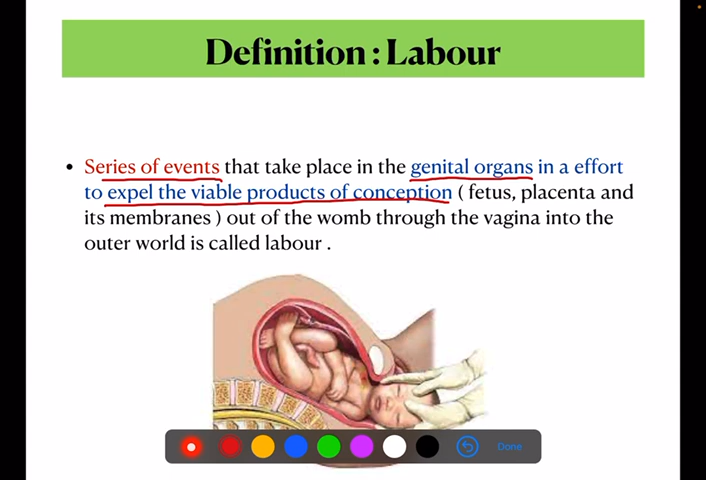 Definition : Labour
• Series of events that take place in the genital organs in a effort
to expel the viable products of conception ( fetus, placenta and
its membranes ) out of the womb through the vagina into the
outer world is called labour .
Done